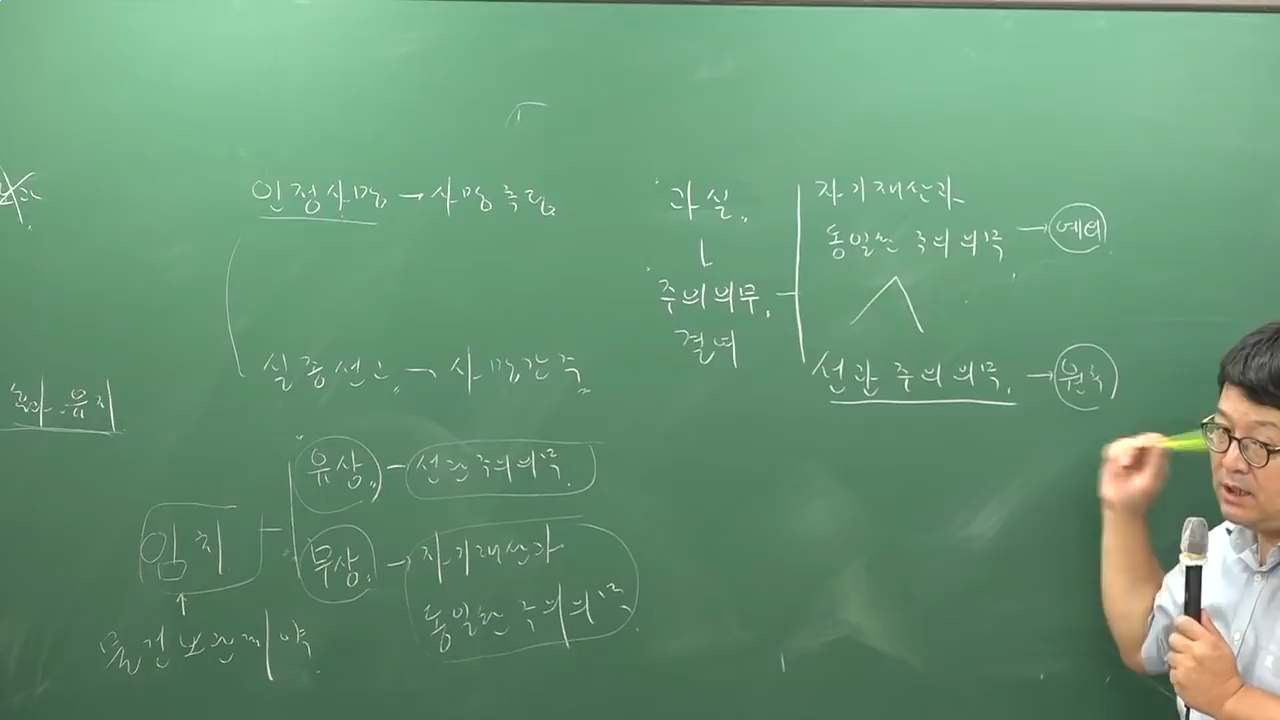 인정사망 → 사망추정
실종선고 → 사망간주
과실
주의의무
결여
자기재산과
동일한 주의의무 → 예외
선관주의의무 → 원칙
임치
유상 - 선관주의의무
무상 → 자기재산과
동일한 주의의무
물건보관계약